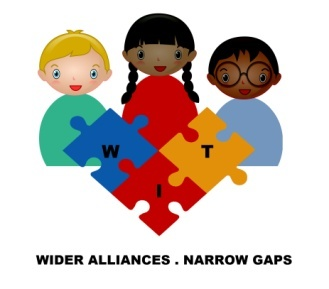 W T
I
WIDER ALLIANCES . NARROW GAPS